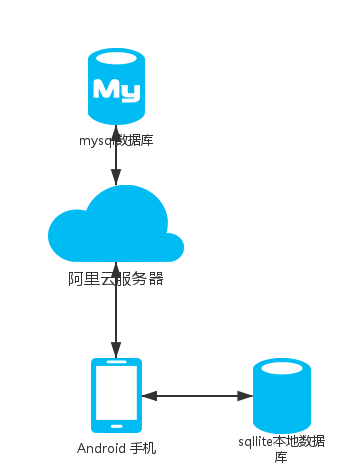 My
mysql数据库
阿里云服务器
Android 手机
sqllite本地数据
库